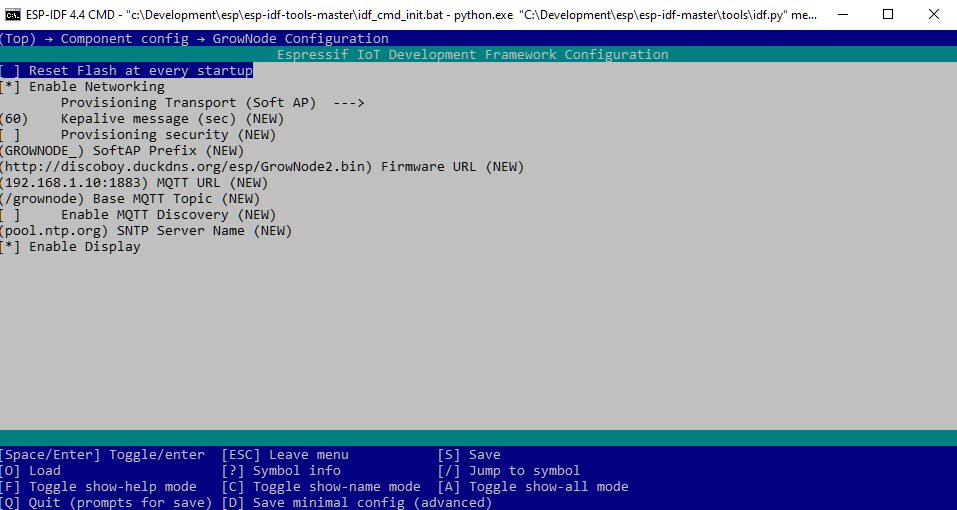 ESP-IDF 4.4 CMD - "c:\Development\esp\esp-idf-tools-master\idf_cmd_init.bat - python.exe "C:\Development\esp\esp-idf-master\tools\idf.py" me...
(Top) → Component config → GrowNode Configuration
Espressif IoT Development Framework Configuration
[ ] Reset Flash at every startup
[*] Enable Networking
Provisioning Transport (Soft AP)  --->
(60)    Kepalive message (sec) (NEW)
[ ]     Provisioning security (NEW)
(GROWNODE_) SoftAP Prefix (NEW)
(http://discoboy.duckdns.org/esp/GrowNode2.bin) Firmware URL (NEW)
(192.168.1.10:1883) MQTT URL (NEW)
(/grownode) Base MQTT Topic (NEW)
[ ]     Enable MQTT Discovery (NEW)
(pool.ntp.org) SNTP Server Name (NEW)
[*] Enable Display
[Space/Enter] Toggle/enter  [ESC] Leave menu           [S] Save
[O] Load                    [?] Symbol info            [/] Jump to symbol
[F] Toggle show-help mode   [C] Toggle show-name mode  [A] Toggle show-all mode
[Q] Quit (prompts for save) [D] Save minimal config (advanced)